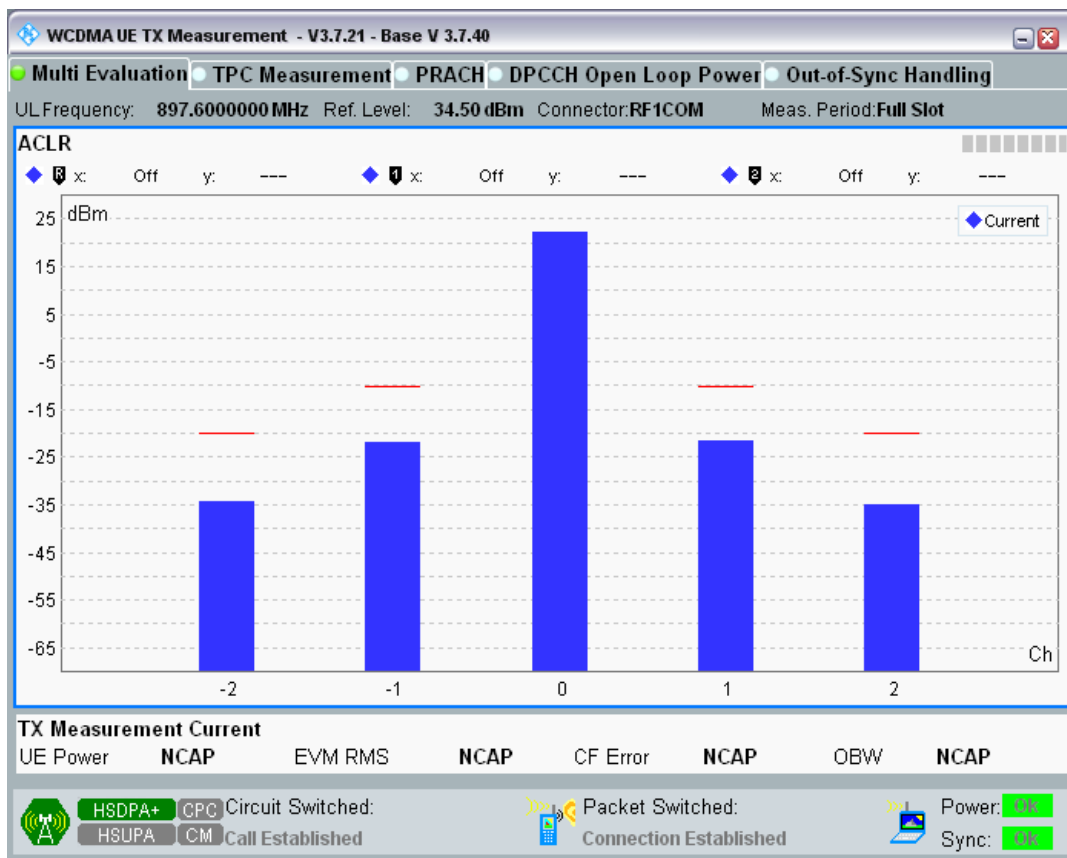 WCDMA UE TX Measurement - V3.7.21 - Base V 3.7.40
Multi Evaluation TPC Measurement PRACH DPCCH Open Loop Power Out-of-Sync Handling
UL Frequency: 897.6000000 MHz Ref. Level: 34.50 dBm Connector:RF1COM Meas. Period:Full Slot
ACLR
R x: Off y: --- 1 x: Off y: --- 2 x: Off y: ---
dBm
Current
25
15
5
-5
-15
-25
-35
-45
-55
-65
Ch
-2 -1 0 1 2
TX Measurement Current
UE Power NCAP EVM RMS NCAP CF Error NCAP OBW NCAP
HSDPA+ CPC Circuit Switched: Packet Switched: Power: Ok
HSUPA CM Call Established Connection Established Sync: Ok